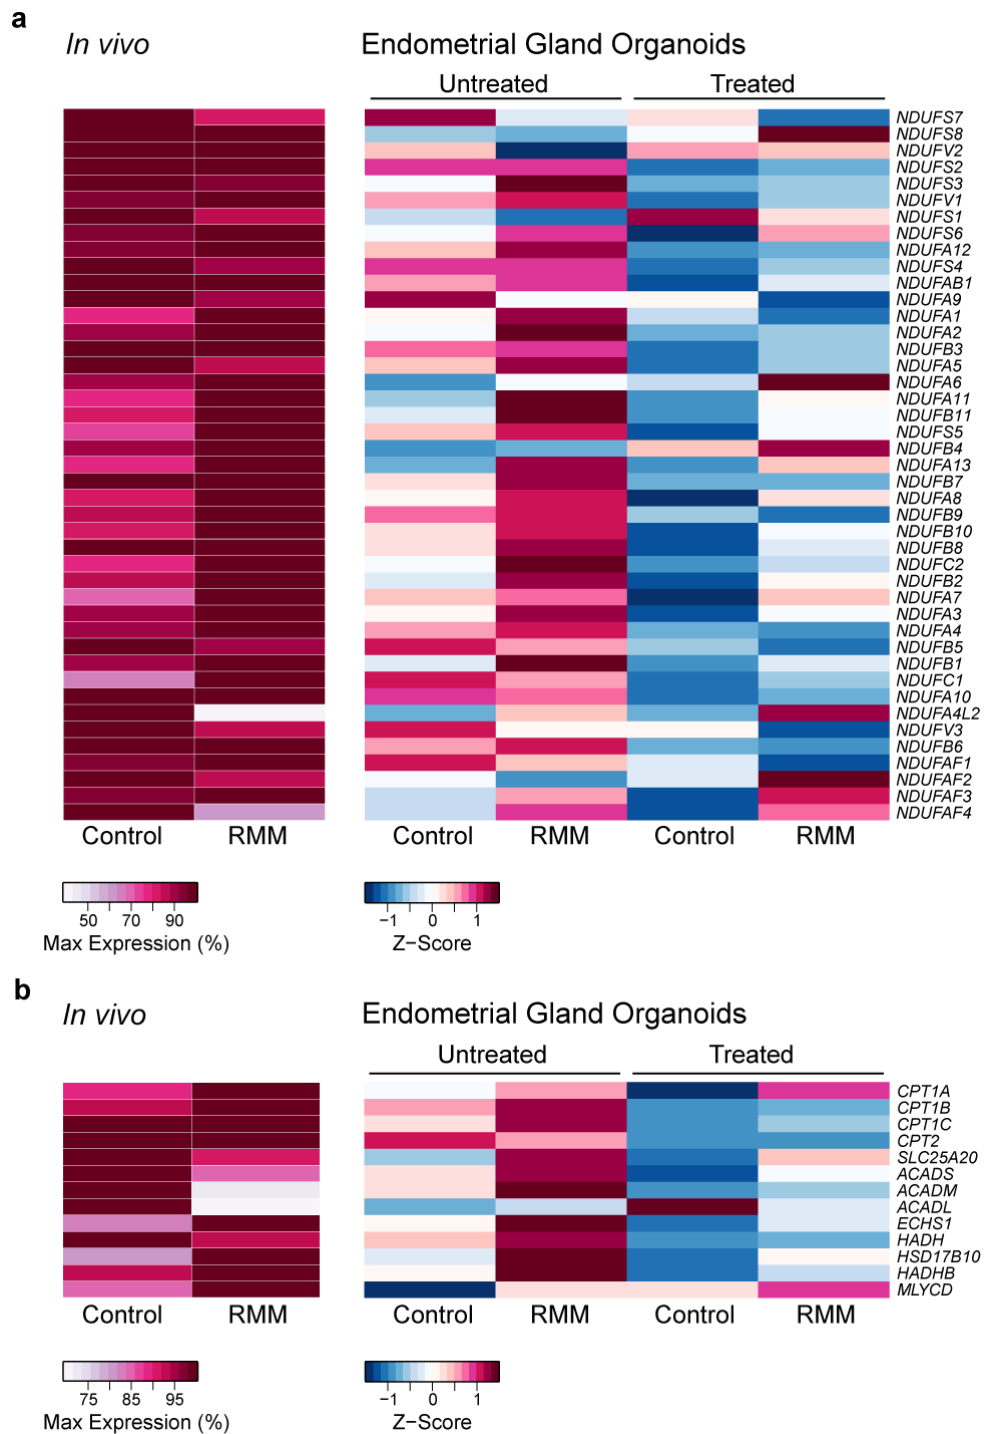 a
In vivo
Endometrial Gland Organoids
Untreated
Treated
NDUFS7
NDUFS8
NDUFV2
NDUFS2
NDUFS3
NDUFV1
NDUFS1
NDUFS6
NDUFA12
NDUFS4
NDUFAB1
NDUFA9
NDUFA1
NDUFA2
NDUFB3
NDUFA5
NDUFA6
NDUFA11
NDUFB11
NDUFS5
NDUFB4
NDUFA13
NDUFB7
NDUFA8
NDUFB9
NDUFB10
NDUFB8
NDUFC2
NDUFB2
NDUFA7
NDUFA3
NDUFA4
NDUFB5
NDUFB1
NDUFC1
NDUFA10
NDUFA4L2
NDUFV3
NDUFB6
NDUFAF1
NDUFAF2
NDUFAF3
NDUFAF4
Control RMM Control RMM Control RMM
50 70 90
Max Expression (%)
−1 0 1
Z−Score
b
In vivo
Endometrial Gland Organoids
Untreated
Treated
CPT1A
CPT1B
CPT1C
CPT2
SLC25A20
ACADS
ACADM
ACADL
ECHS1
HADH
HSD17B10
HADHB
MLYCD
Control RMM Control RMM Control RMM
75 85 95
Max Expression (%)
−1 0 1
Z−Score